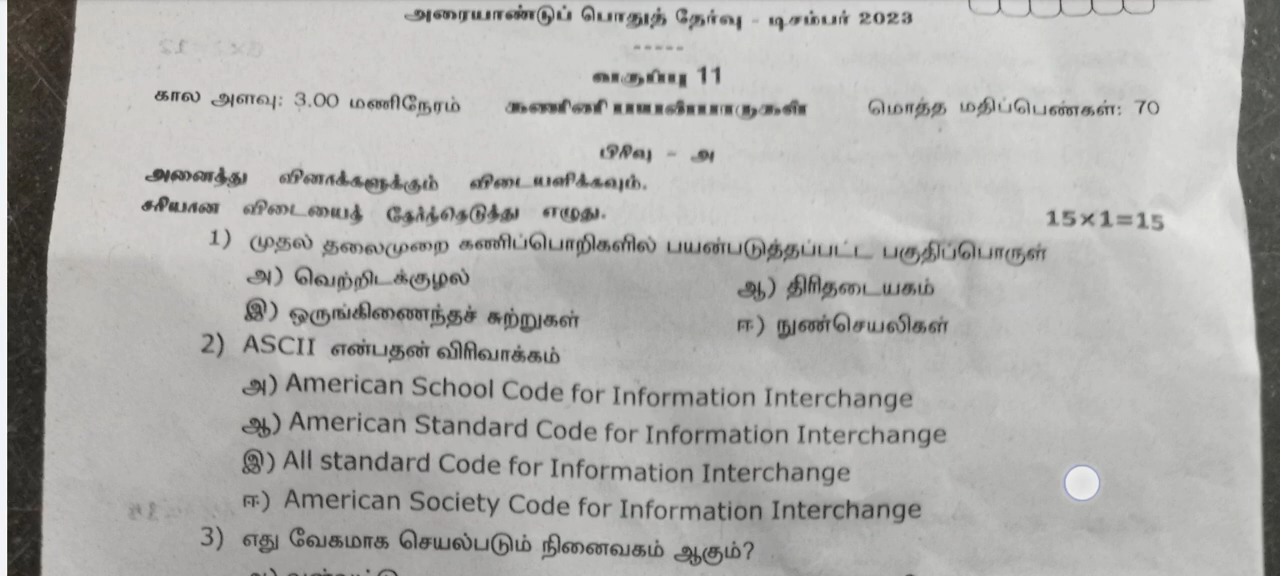 அரையாண்டுப் பொதுத் தேர்வு - டிசம்பர் 2023
-----
வகுப்பு 11
கால அளவு: 3.00 மணிநேரம் கணினி பயன்பாடுகள் மொத்த மதிப்பெண்கள்: 70
பிரிவு - அ
அனைத்து வினாக்களுக்கும் விடையளிக்கவும்.
சரியான விடையைத் தேர்ந்தெடுத்து எழுது. 15×1=15
1) முதல் தலைமுறை கணிப்பொறிகளில் பயன்படுத்தப்பட்ட பகுதிப்பொருள்
அ) வெற்றிடக்குழல் ஆ) திரிதடையகம்
இ) ஒருங்கிணைந்தச் சுற்றுகள் ஈ) நுண்செயலிகள்
2) ASCII என்பதன் விரிவாக்கம்
அ) American School Code for Information Interchange
ஆ) American Standard Code for Information Interchange
இ) All standard Code for Information Interchange
ஈ) American Society Code for Information Interchange
3) எது வேகமாக செயல்படும் நினைவகம் ஆகும்?